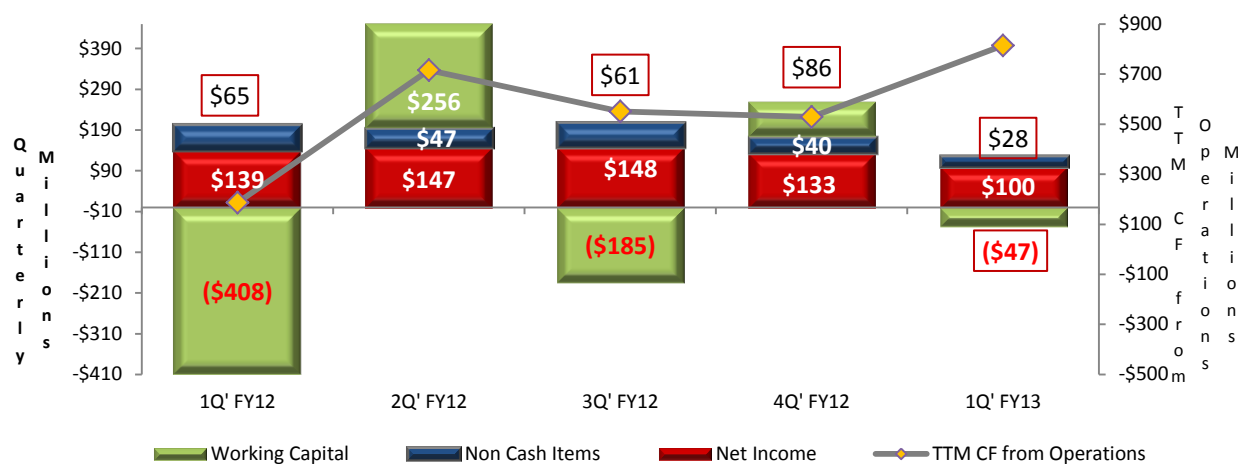 Quarterly
Millions
$390
$290
$190
$90
-$10
-$110
-$210
-$310
-$410
$65
$139
($408)
$256
$47
$147
$61
$148
($185)
$86
$40
$133
$28
$100
($47)
$900
$700
$500
$300
$100
-$100
-$300
-$500
TTM CF from
Operations
Millions
1Q' FY12
2Q' FY12
3Q' FY12
4Q' FY12
1Q' FY13
Working Capital
Non Cash Items
Net Income
TTM CF from Operations